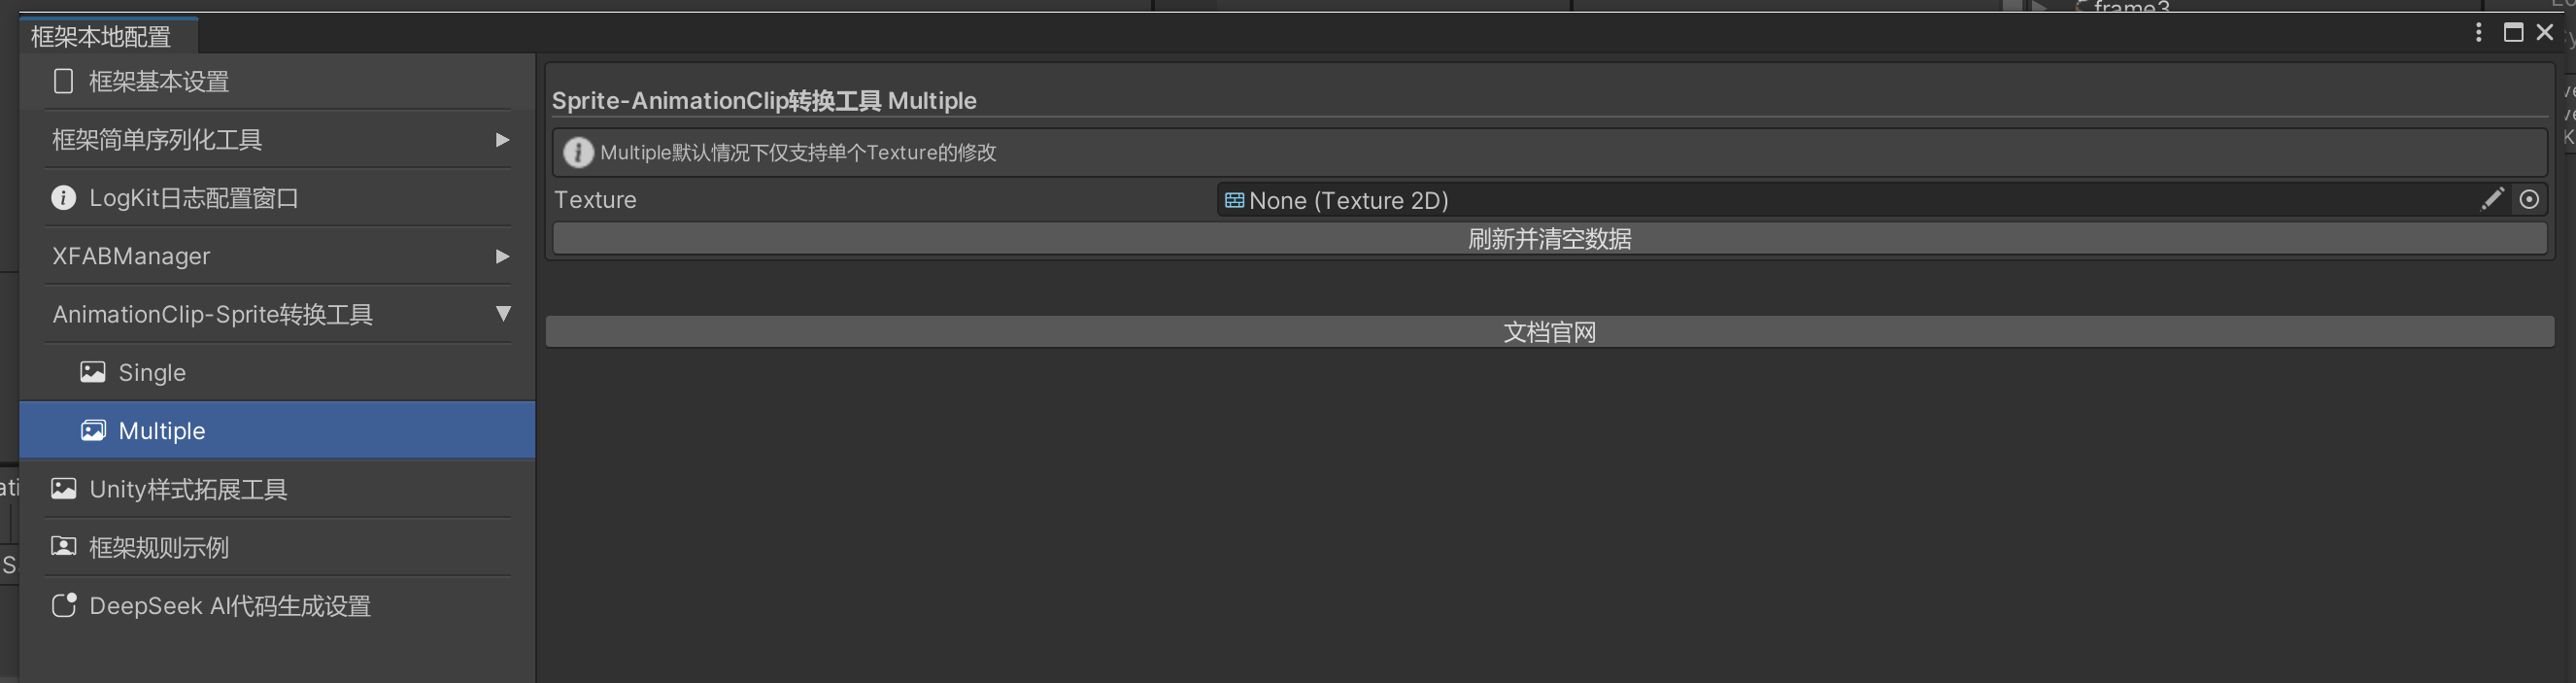 frame3
框架本地配置
框架基本设置
框架简单序列化工具
LogKit日志配置窗口
XFABManager
AnimationClip-Sprite转换工具
Single
Multiple
Unity样式拓展工具
框架规则示例
DeepSeek AI代码生成设置
Sprite-AnimationClip转换工具 Multiple
Multiple默认情况下仅支持单个Texture的修改
Texture
None (Texture 2D)
刷新并清空数据
文档官网